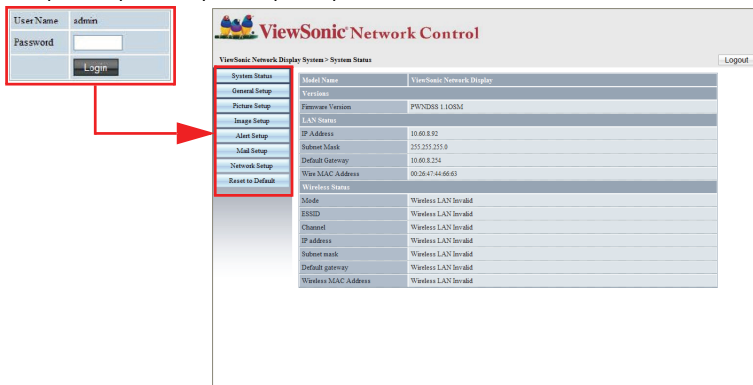 User Name admin
Password
Login
ViewSonic® Network Control
ViewSonic Network Display System > System Status
Logout
System Status
General Setup
Picture Setup
Image Setup
Alert Setup
Mail Setup
Network Setup
Reset to Default
Model Name ViewSonic Network Display
Versions
Firmware Version PWNDSS 1.10SM
LAN Status
IP Address 10.60.8.92
Subnet Mask 255.255.255.0
Default Gateway 10.60.8.254
Wire MAC Address 00:26:47:44:66:63
Wireless Status
Mode Wireless LAN Invalid
ESSID Wireless LAN Invalid
Channel Wireless LAN Invalid
IP address Wireless LAN Invalid
Subnet mask Wireless LAN Invalid
Default gateway Wireless LAN Invalid
Wireless MAC Address Wireless LAN Invalid